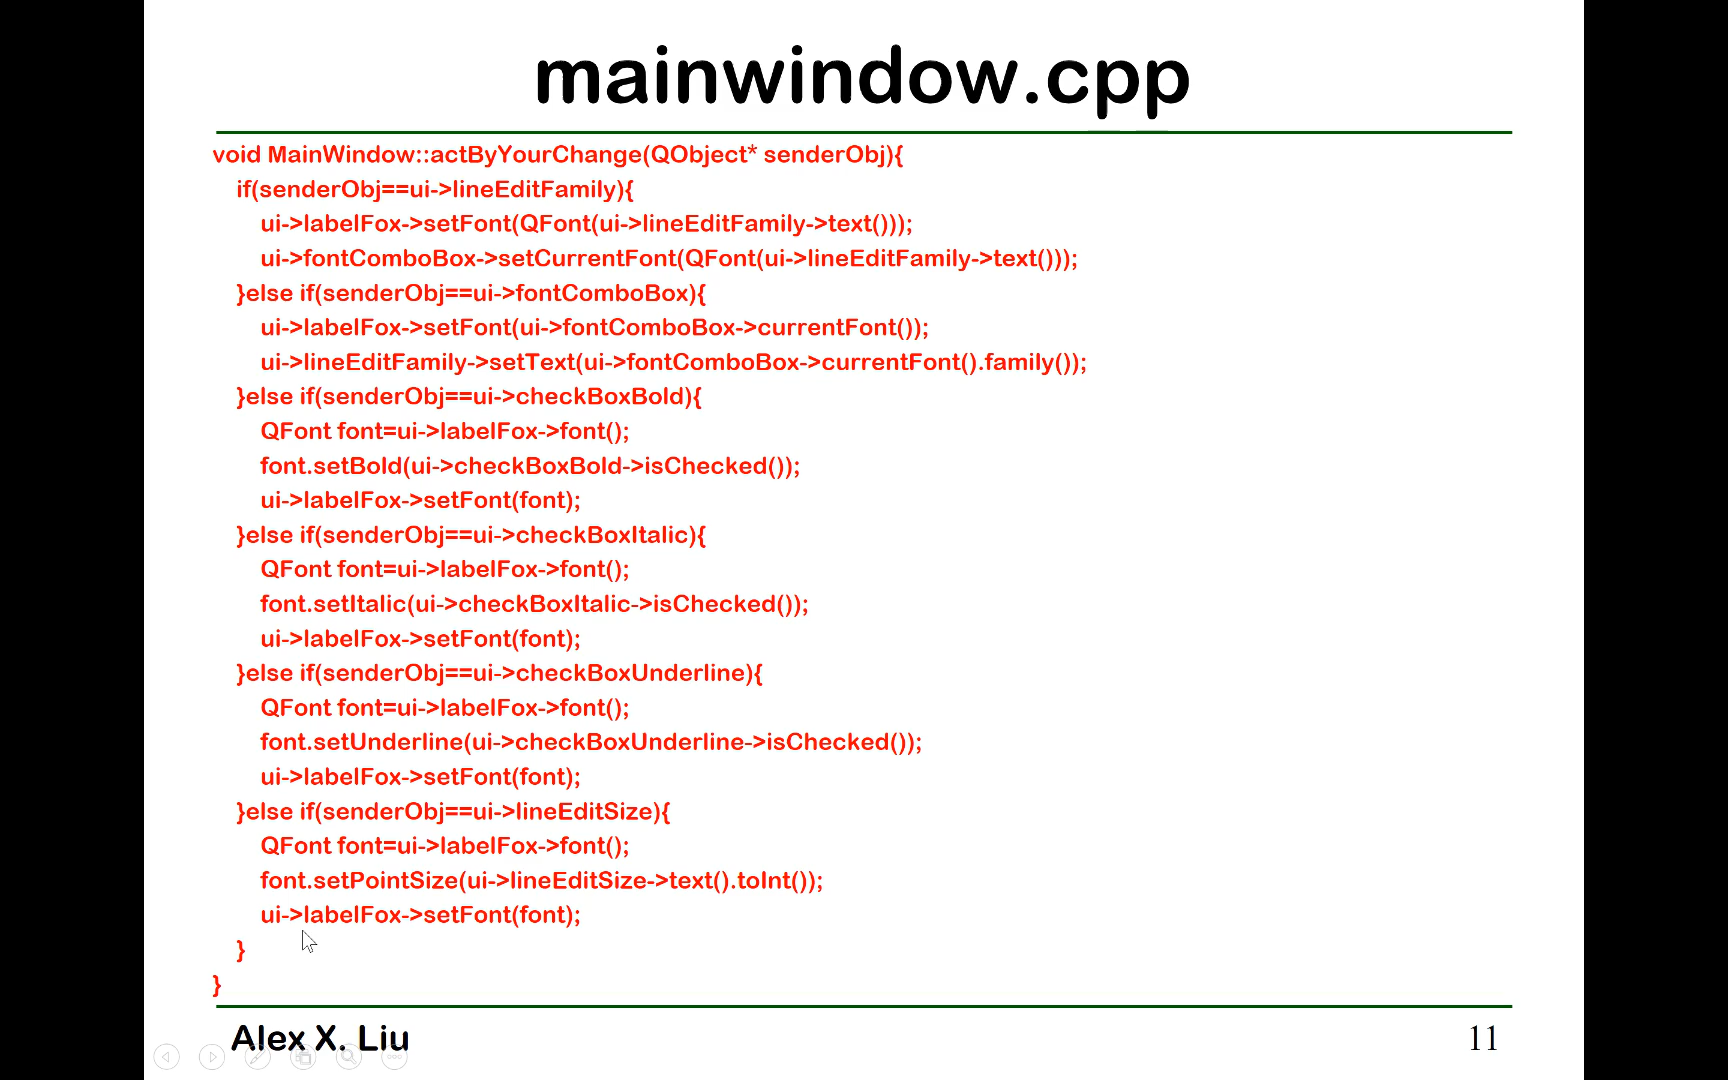 mainwindow.cpp
void MainWindow::actByYourChange(QObject* senderObj){
if(senderObj==ui->lineEditFamily){
ui->labelFox->setFont(QFont(ui->lineEditFamily->text()));
ui->fontComboBox->setCurrentFont(QFont(ui->lineEditFamily->text()));
}else if(senderObj==ui->fontComboBox){
ui->labelFox->setFont(ui->fontComboBox->currentFont());
ui->lineEditFamily->setText(ui->fontComboBox->currentFont().family());
}else if(senderObj==ui->checkBoxBold){
QFont font=ui->labelFox->font();
font.setBold(ui->checkBoxBold->isChecked());
ui->labelFox->setFont(font);
}else if(senderObj==ui->checkBoxItalic){
QFont font=ui->labelFox->font();
font.setItalic(ui->checkBoxItalic->isChecked());
ui->labelFox->setFont(font);
}else if(senderObj==ui->checkBoxUnderline){
QFont font=ui->labelFox->font();
font.setUnderline(ui->checkBoxUnderline->isChecked());
ui->labelFox->setFont(font);
}else if(senderObj==ui->lineEditSize){
QFont font=ui->labelFox->font();
font.setPointSize(ui->lineEditSize->text().toInt());
ui->labelFox->setFont(font);
}
}
Alex X. Liu
11